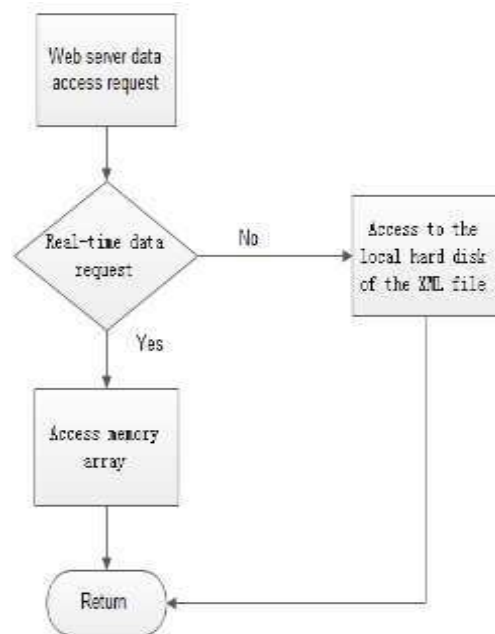 Web server data
access request
Real-time data
request
No
Access to the
local hard disk
of the XML file
Yes
Access memory
array
Return